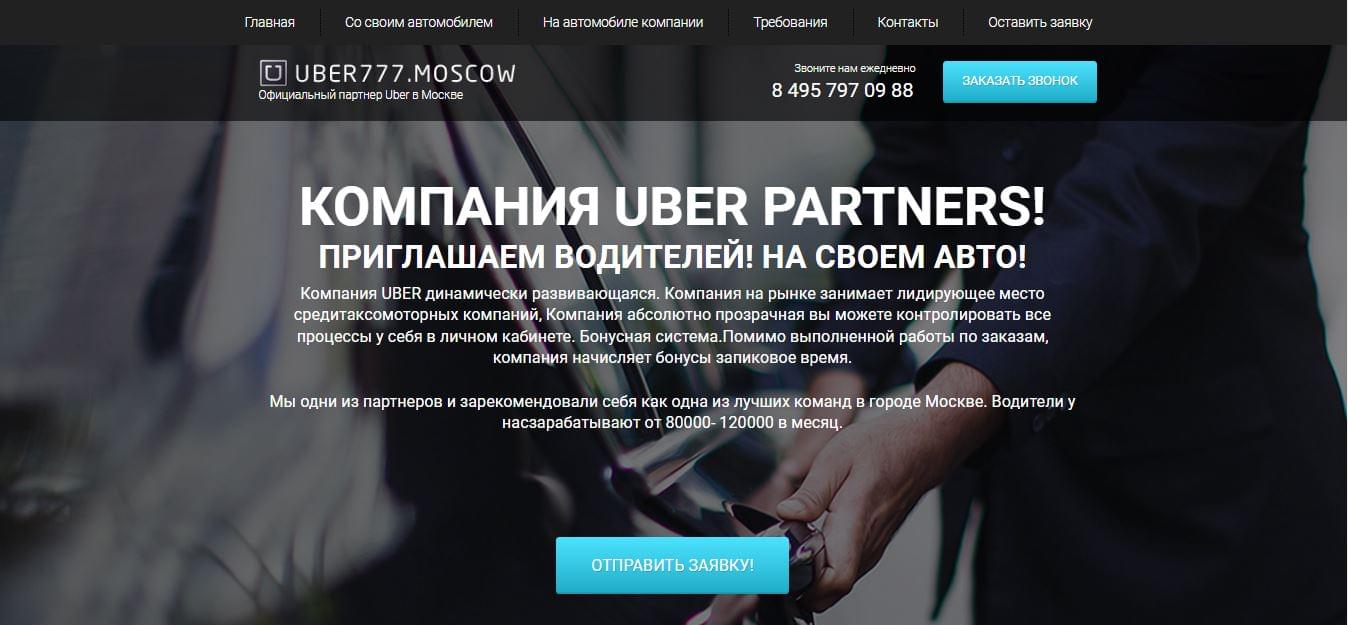 Главная Со своим автомобилем На автомобиле компании Требования Контакты Оставить заявку
UBER777.MOSCOW
Официальный партнер Uber в Москве
Звоните нам ежедневно
8 495 797 09 88
ЗАКАЗАТЬ ЗВОНОК
КОМПАНИЯ UBER PARTNERS!
ПРИГЛАШАЕМ ВОДИТЕЛЕЙ! НА СВОЕМ АВТО!
Компания UBER динамически развивающаяся. Компания на рынке занимает лидирующее место
средитаксомоторных компаний, Компания абсолютно прозрачная вы можете контролировать все
процессы у себя в личном кабинете. Бонусная система.Помимо выполненной работы по заказам,
компания начисляет бонусы запиковое время.
Мы одни из партнеров и зарекомендовали себя как одна из лучших команд в городе Москве. Водители у
насзарабатывают от 80000- 120000 в месяц.
ОТПРАВИТЬ ЗАЯВКУ!